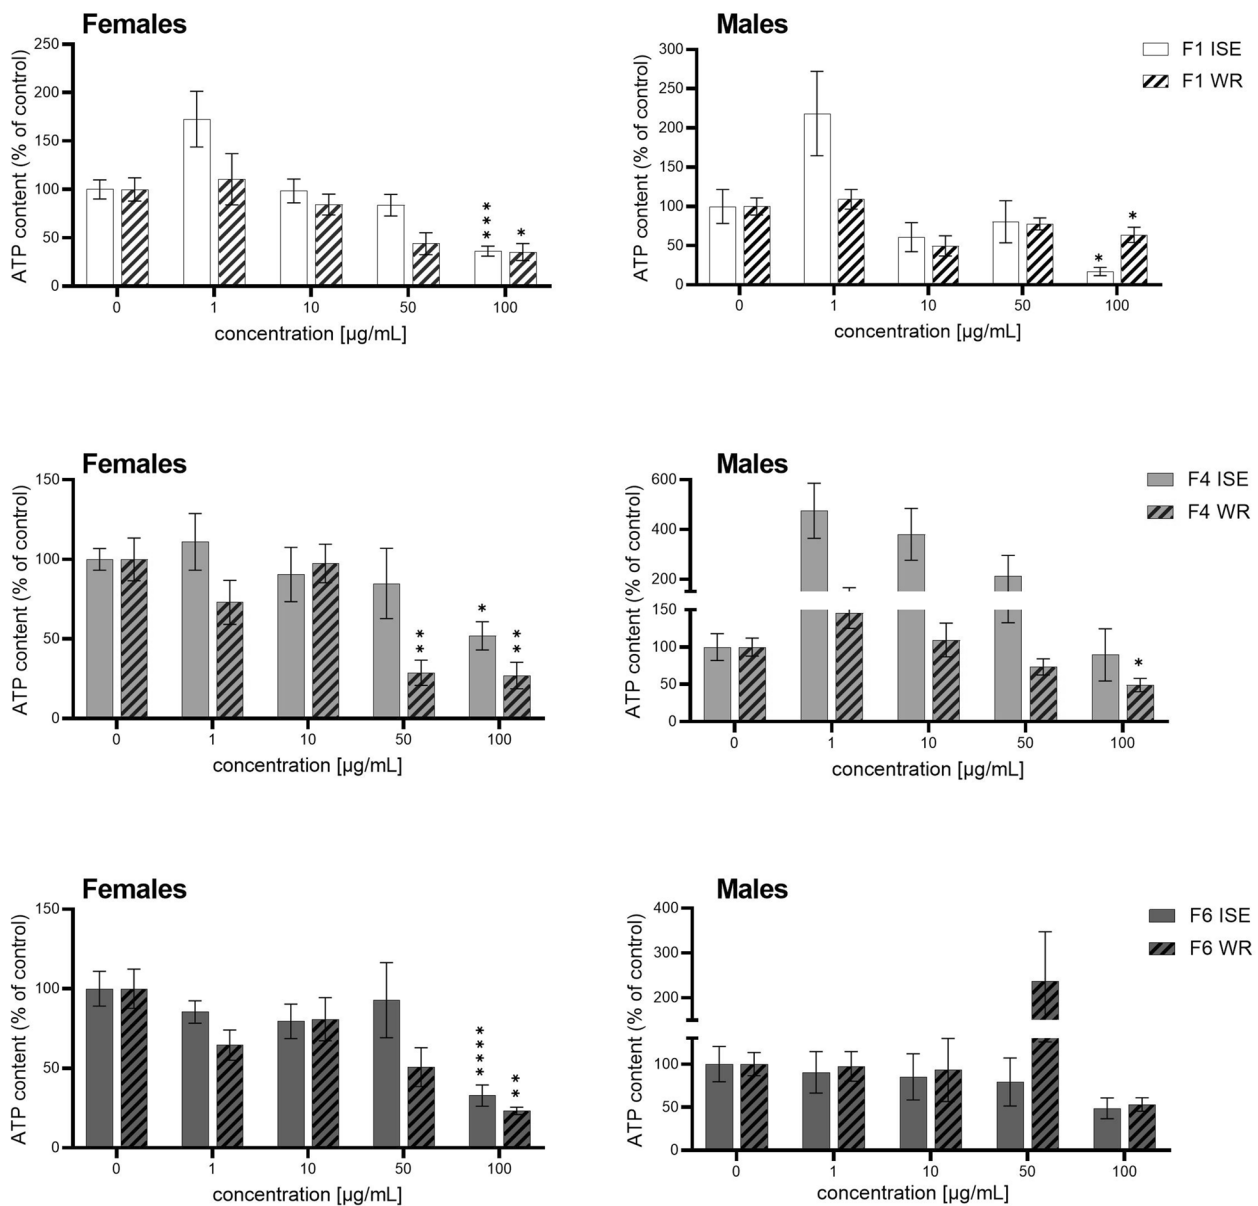 Females
ATP content (% of control)
250
200
150
100
50
0
***
*
0 1 10 50 100
concentration [µg/mL]
Males
ATP content (% of control)
300
250
200
150
100
50
0
*
*
0 1 10 50 100
concentration [µg/mL]
F1 ISE
F1 WR
Females
ATP content (% of control)
150
100
50
0
**
*
**
0 1 10 50 100
concentration [µg/mL]
Males
ATP content (% of control)
600
400
200
150
100
50
0
*
0 1 10 50 100
concentration [µg/mL]
F4 ISE
F4 WR
Females
ATP content (% of control)
150
100
50
0
****
**
0 1 10 50 100
concentration [µg/mL]
Males
ATP content (% of control)
400
300
200
100
50
0
0 1 10 50 100
concentration [µg/mL]
F6 ISE
F6 WR